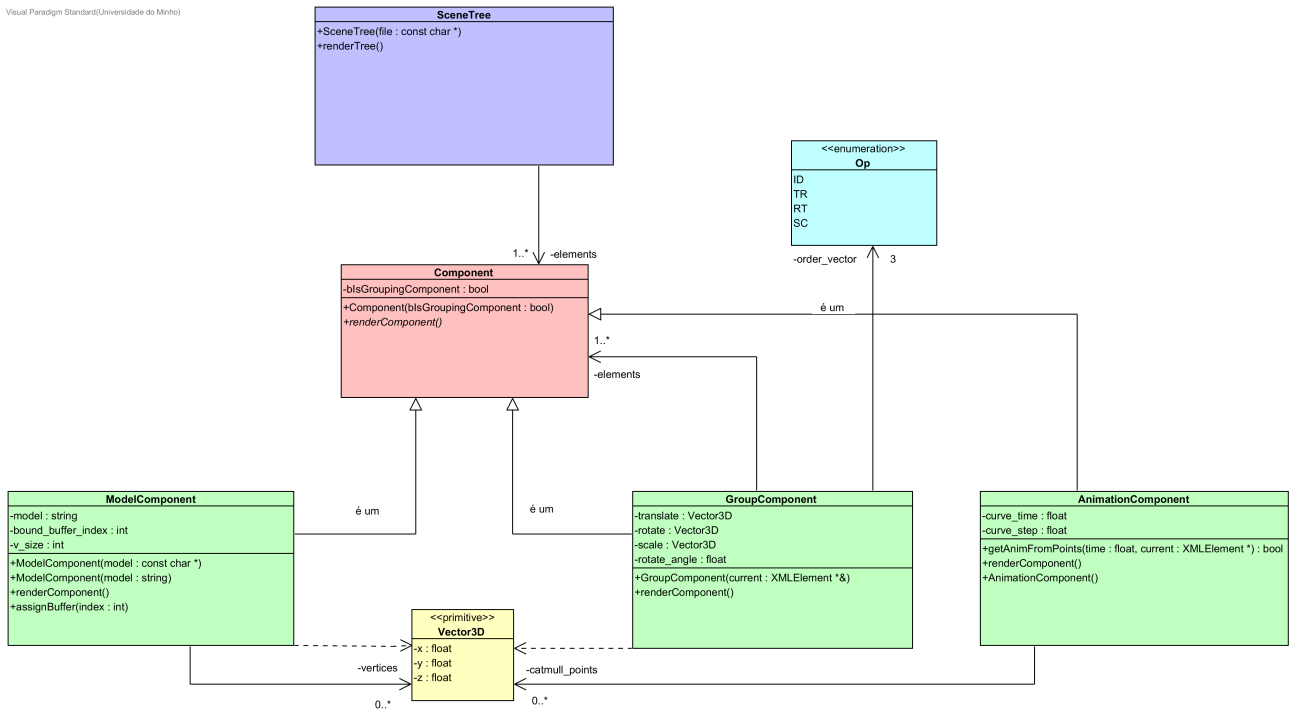 Visual Paradigm Standard(Universidade do Minho)
SceneTree
+SceneTree(file : const char *)
+renderTree()
<<enumeration>>
Op
ID
TR
RT
SC
1..*
-elements
-order_vector
3
Component
-bIsGroupingComponent : bool
+Component(bIsGroupingComponent : bool)
+renderComponent()
é um
1..*
-elements
é um
é um
ModelComponent
-model : string
-bound_buffer_index : int
-v_size : int
+ModelComponent(model : const char *)
+ModelComponent(model : string)
+renderComponent()
+assignBuffer(index : int)
GroupComponent
-translate : Vector3D
-rotate : Vector3D
-scale : Vector3D
-rotate_angle : float
+GroupComponent(current : XMLElement *&)
+renderComponent()
AnimationComponent
-curve_time : float
-curve_step : float
+getAnimFromPoints(time : float, current : XMLElement *) : bool
+renderComponent()
+AnimationComponent()
<<primitive>>
Vector3D
-x : float
-y : float
-z : float
-vertices
0..*
-catmull_points
0..*